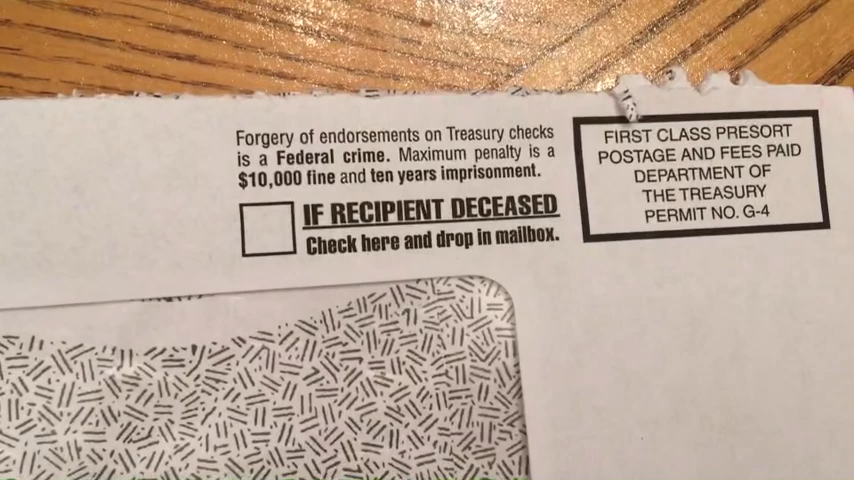 Forgery of endorsements on Treasury checks
is a Federal crime. Maximum penalty is a
$10,000 fine and ten years imprisonment.
IF RECIPIENT DECEASED
Check here and drop in mailbox.
FIRST CLASS PRESORT
POSTAGE AND FEES PAID
DEPARTMENT OF
THE TREASURY
PERMIT NO. G-4